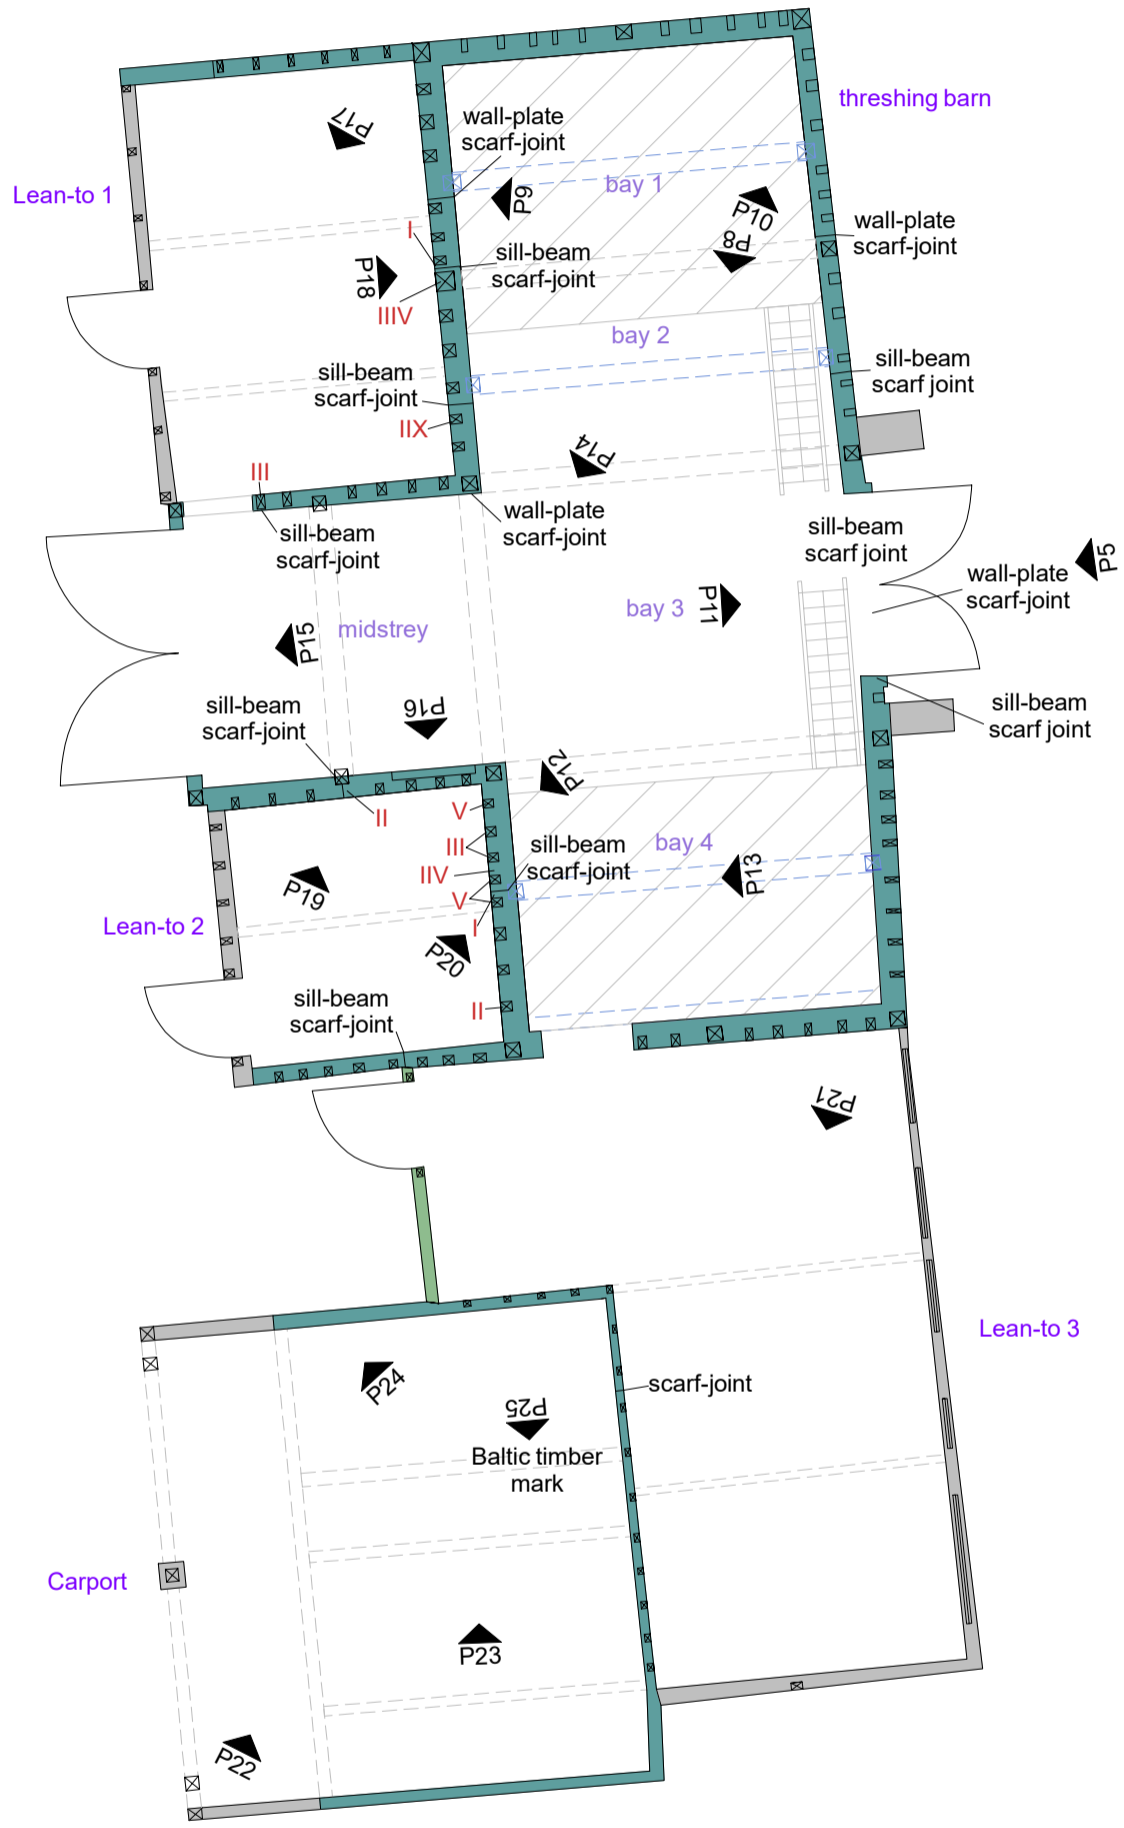 threshing barn
P17
wall-plate
scarf-joint
Lean-to 1
bay 1
P9
P10
P8
wall-plate
scarf-joint
I
sill-beam
scarf-joint
P18
IIIV
bay 2
sill-beam
scarf-joint
sill-beam
scarf joint
IIX
P14
III
wall-plate
scarf-joint
sill-beam
scarf-joint
sill-beam
scarf joint
P5
wall-plate
scarf-joint
bay 3
P11
midstrey
P15
sill-beam
scarf-joint
P16
sill-beam
scarf joint
P12
II
V
III
sill-beam
scarf-joint
bay 4
IIV
P13
P19
V
Lean-to 2
I
P20
sill-beam
scarf-joint
II
P21
Lean-to 3
P24
scarf-joint
P25
Baltic timber
mark
Carport
P23
P22